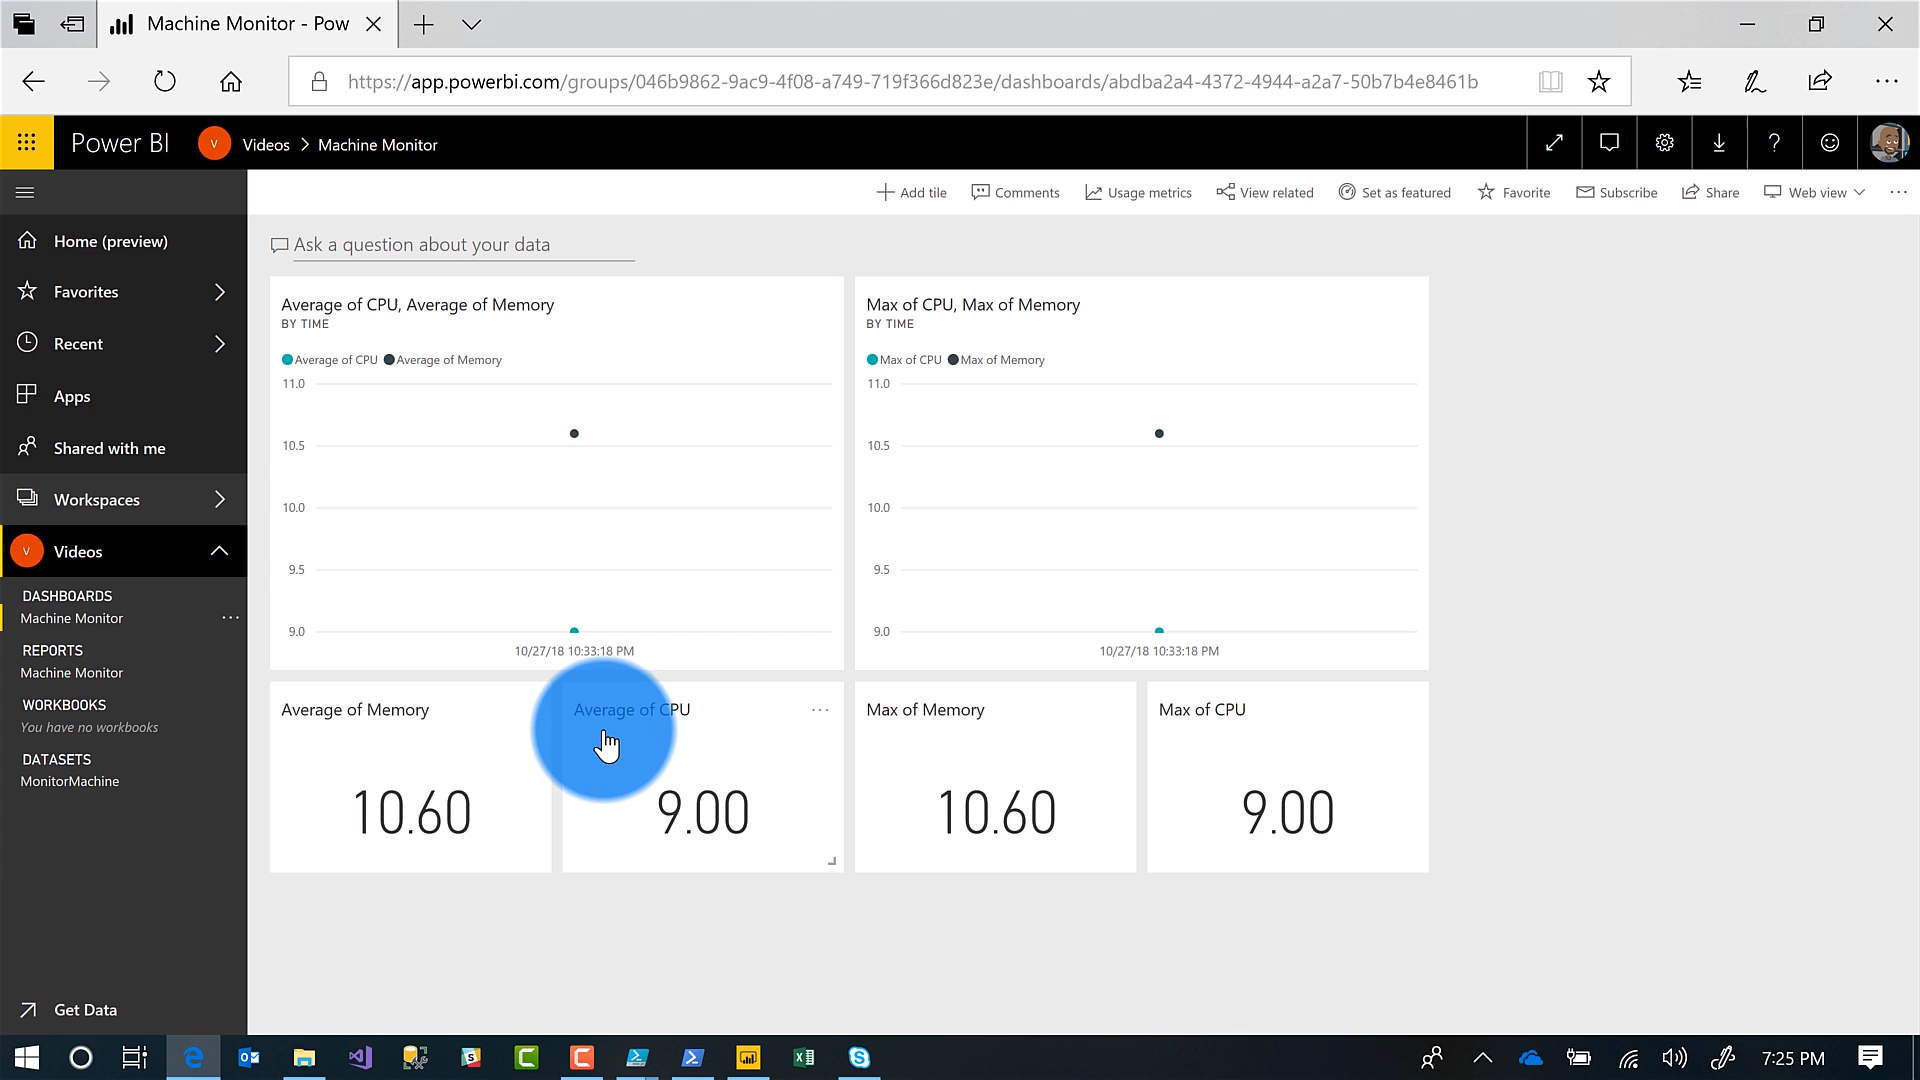 Machine Monitor - Pow
https://app.powerbi.com/groups/046b9862-9ac9-4f08-a749-719f366d823e/dashboards/abdba2a4-4372-4944-a2a7-50b7b4e8461b
Power BI
V
Videos > Machine Monitor
Add tile
Comments
Usage metrics
View related
Set as featured
Favorite
Subscribe
Share
Web view
Home (preview)
Favorites
Recent
Apps
Shared with me
Workspaces
V
Videos
DASHBOARDS
Machine Monitor
REPORTS
Machine Monitor
WORKBOOKS
You have no workbooks
DATASETS
MonitorMachine
Get Data
Ask a question about your data
Average of CPU, Average of Memory
BY TIME
Average of CPU Average of Memory
11.0
10.5
10.0
9.5
9.0
10/27/18 10:33:18 PM
Max of CPU, Max of Memory
BY TIME
Max of CPU Max of Memory
11.0
10.5
10.0
9.5
9.0
10/27/18 10:33:18 PM
Average of Memory
10.60
Average of CPU
9.00
Max of Memory
10.60
Max of CPU
9.00
7:25 PM